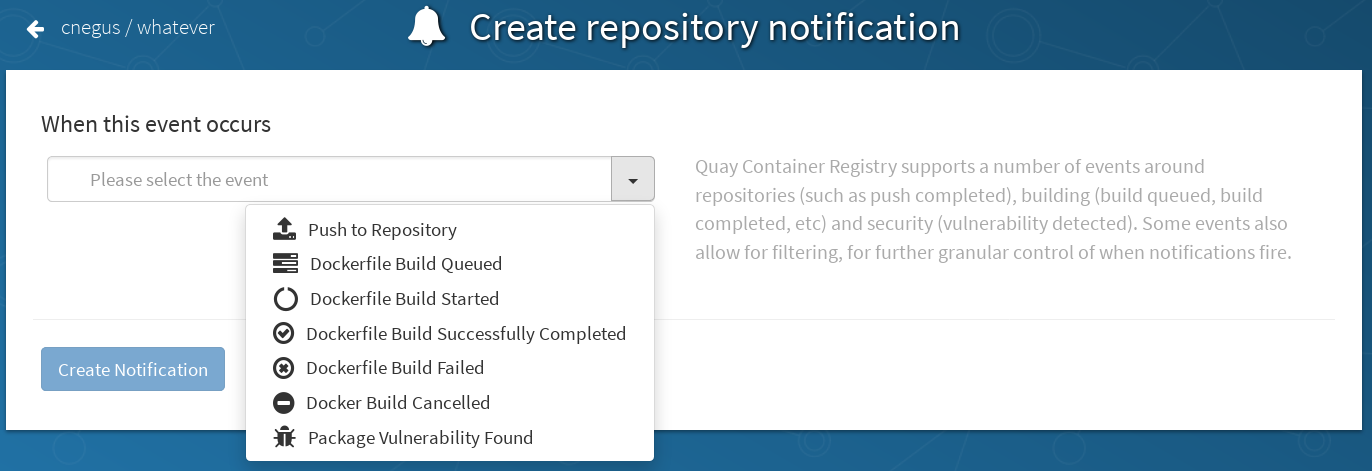 cnegus / whatever
Create repository notification
When this event occurs
Please select the event
Quay Container Registry supports a number of events around
repositories (such as push completed), building (build queued, build
completed, etc) and security (vulnerability detected). Some events also
allow for filtering, for further granular control of when notifications fire.
Push to Repository
Dockerfile Build Queued
Dockerfile Build Started
Dockerfile Build Successfully Completed
Dockerfile Build Failed
Docker Build Cancelled
Package Vulnerability Found
Create Notification